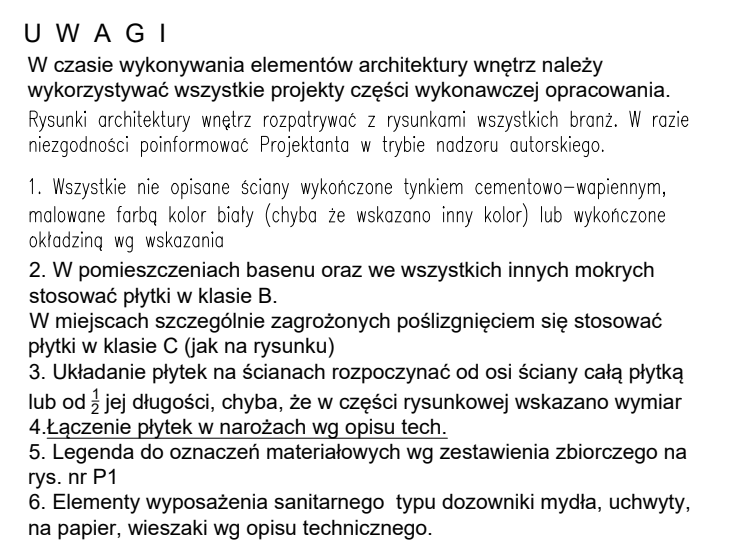 U W A G I
W czasie wykonywania elementów architektury wnętrz należy
wykorzystywać wszystkie projekty części wykonawczej opracowania.
Rysunki architektury wnętrz rozpatrywać z rysunkami wszystkich branż. W razie
niezgodności poinformować Projektanta w trybie nadzoru autorskiego.
1. Wszystkie nie opisane ściany wykończone tynkiem cementowo-wapiennym,
malowane farbą kolor biały (chyba że wskazano inny kolor) lub wykończone
okładziną wg wskazania
2. W pomieszczeniach basenu oraz we wszystkich innych mokrych
stosować płytki w klasie B.
W miejscach szczególnie zagrożonych poślizgnięciem się stosować
płytki w klasie C (jak na rysunku)
3. Układanie płytek na ścianach rozpoczynać od osi ściany całą płytką
lub od ½ jej długości, chyba, że w części rysunkowej wskazano wymiar
4.Łączenie płytek w narożach wg opisu tech.
5. Legenda do oznaczeń materiałowych wg zestawienia zbiorczego na
rys. nr P1
6. Elementy wyposażenia sanitarnego  typu dozowniki mydła, uchwyty,
na papier, wieszaki wg opisu technicznego.